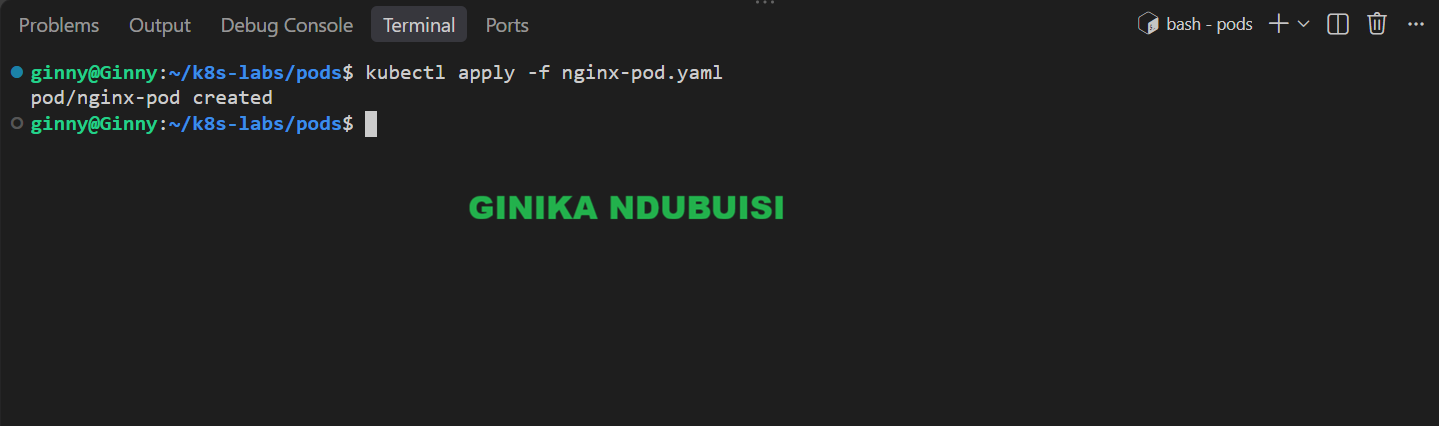 Problems Output Debug Console Terminal Ports bash - pods
ginny@Ginny:~/k8s-labs/pods$ kubectl apply -f nginx-pod.yaml
pod/nginx-pod created
ginny@Ginny:~/k8s-labs/pods$
GINIKA NDUBUISI